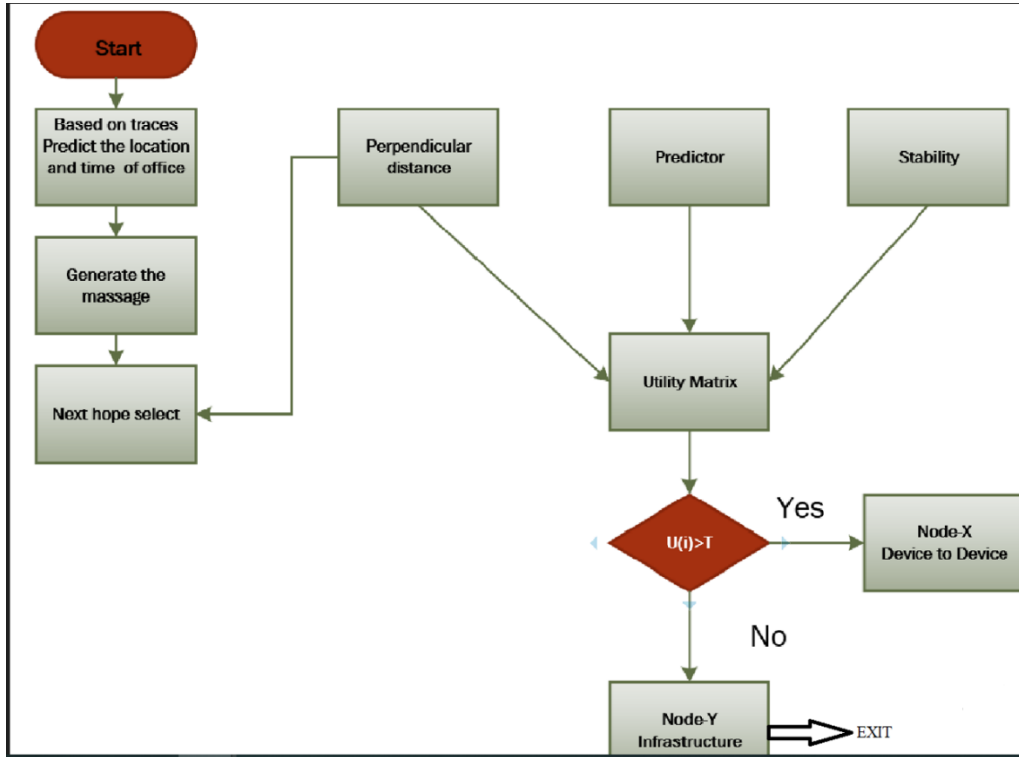 Start
Based on traces
Predict the location
and time of office
Generate the
massage
Next hope select
Perpendicular
distance
Predictor
Stability
Utility Matrix
U(i)>T
Yes
Node-X
Device to Device
No
Node-Y
Infrastructure
EXIT